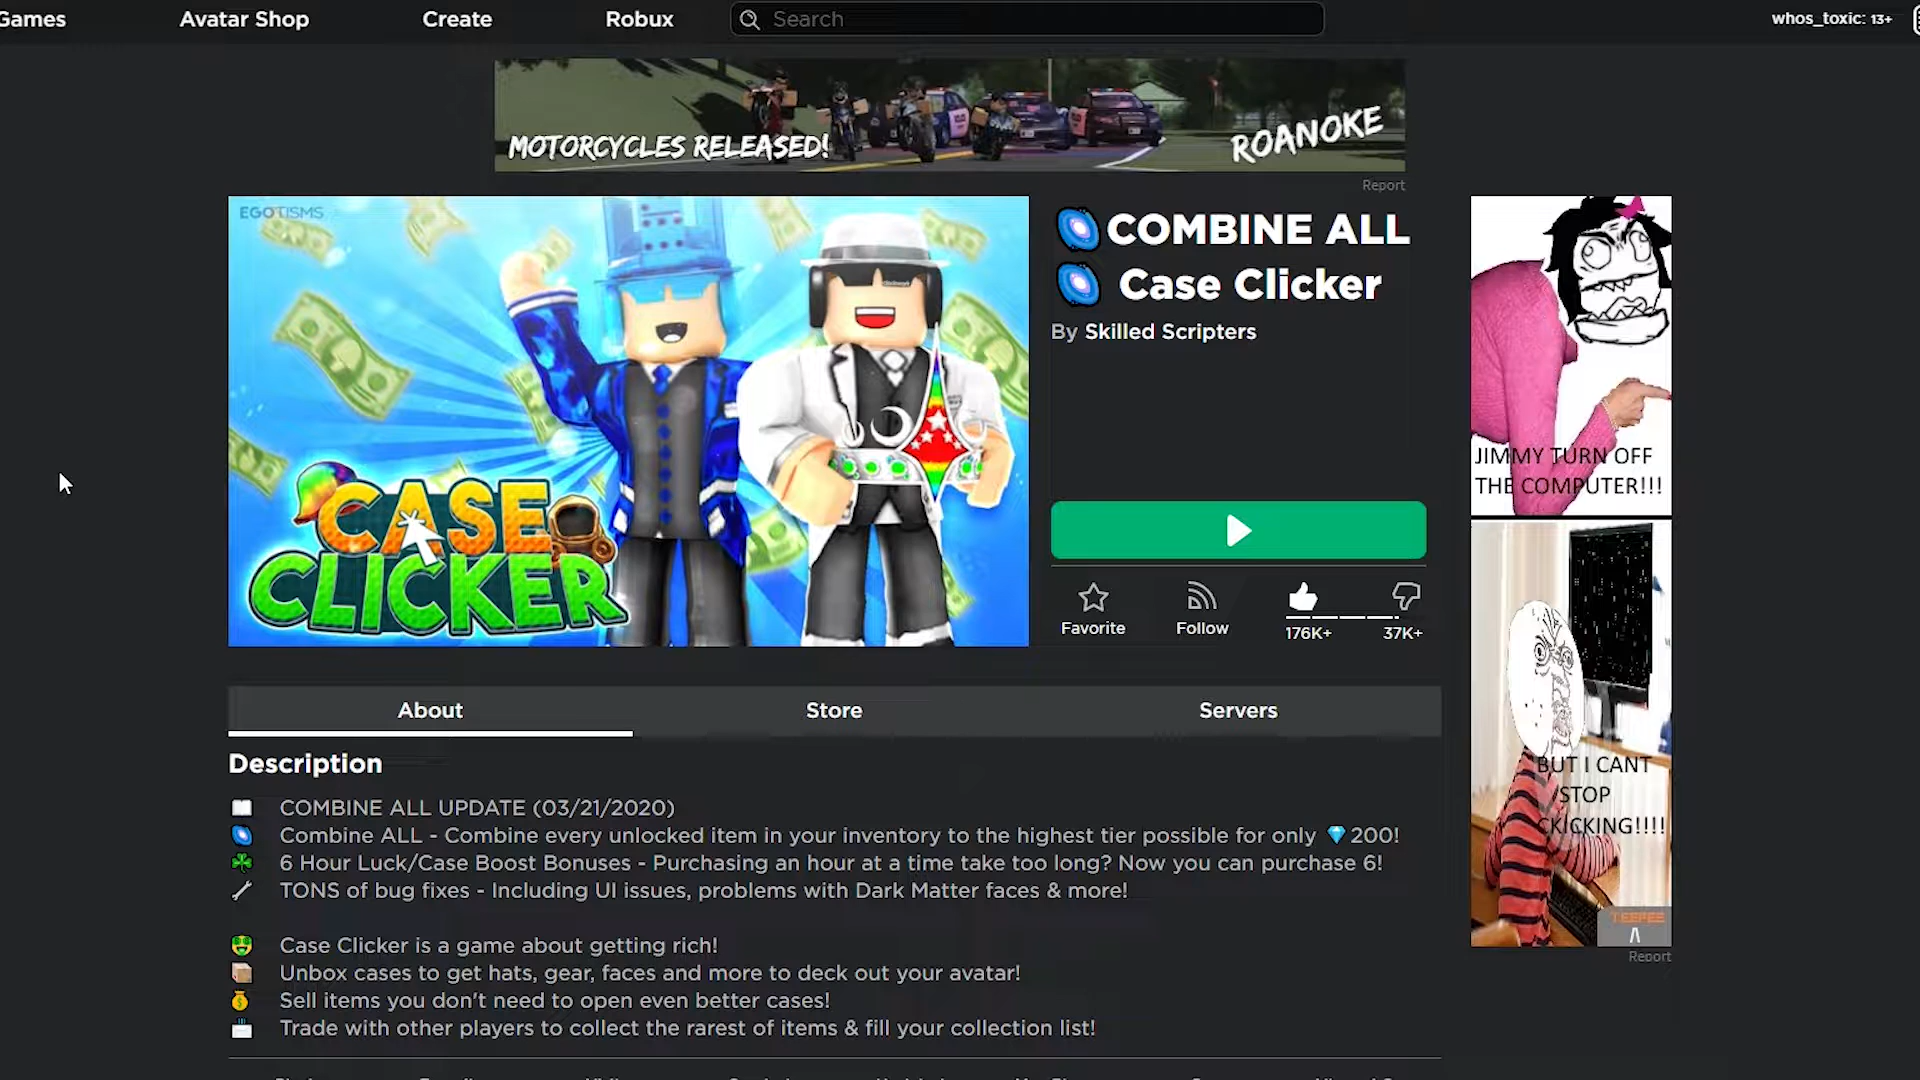 Games
Avatar Shop
Create
Robux
Search
whos_toxic: 13+
MOTORCYCLES RELEASED!
ROANOKE
Report
EGOTISMS
CASE
CLICKER
COMBINE ALL
Case Clicker
By Skilled Scripters
Favorite
Follow
176K+
37K+
JIMMY TURN OFF
THE COMPUTER!!!
BUT I CANT
STOP
CKICKING!!!!
TEEPEE
Report
About
Store
Servers
Description
COMBINE ALL UPDATE (03/21/2020)
Combine ALL - Combine every unlocked item in your inventory to the highest tier possible for only 💎200!
6 Hour Luck/Case Boost Bonuses - Purchasing an hour at a time take too long? Now you can purchase 6!
TONS of bug fixes - Including UI issues, problems with Dark Matter faces & more!
Case Clicker is a game about getting rich!
Unbox cases to get hats, gear, faces and more to deck out your avatar!
Sell items you don't need to open even better cases!
Trade with other players to collect the rarest of items & fill your collection list!